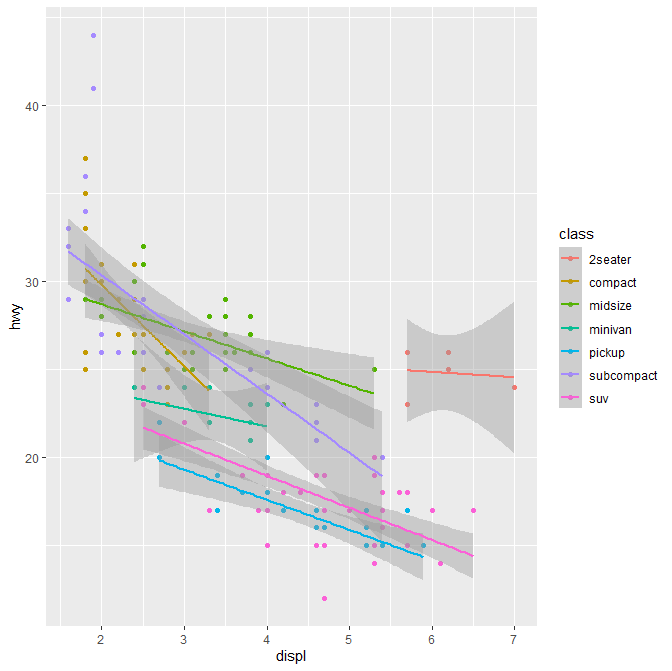 40
30
20
hwy
2
3
4
5
6
7
displ
class
2seater
compact
midsize
minivan
pickup
subcompact
suv